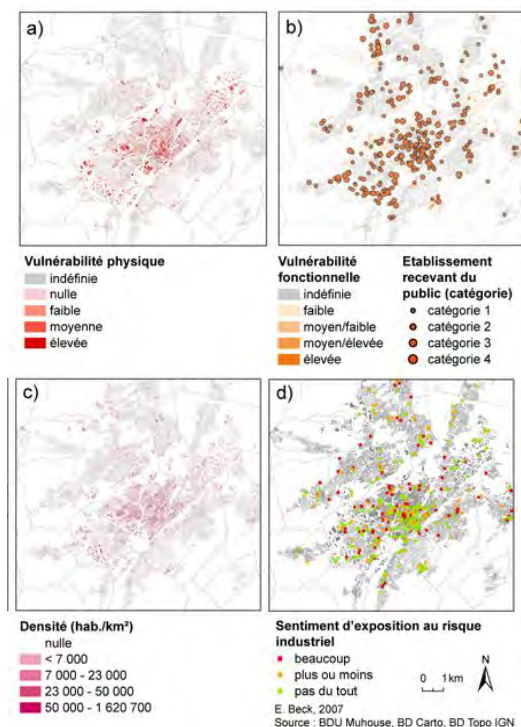 a)
b)
Vulnérabilité physique
indéfinie
nulle
faible
moyenne
élevée
Vulnérabilité
fonctionnelle
indéfinie
faible
moyen/faible
moyen/élevée
élevée
Etablissement
recevant du
public (catégorie)
catégorie 1
catégorie 2
catégorie 3
catégorie 4
c)
d)
Densité (hab./km²)
nulle
< 7 000
7 000 - 23 000
23 000 - 50 000
50 000 - 1 620 700
Sentiment d'exposition au risque
industriel
beaucoup
plus ou moins
pas du tout
0 1km
N
E. Beck, 2007
Source : BDU Muhouse, BD Carto, BD Topo IGN